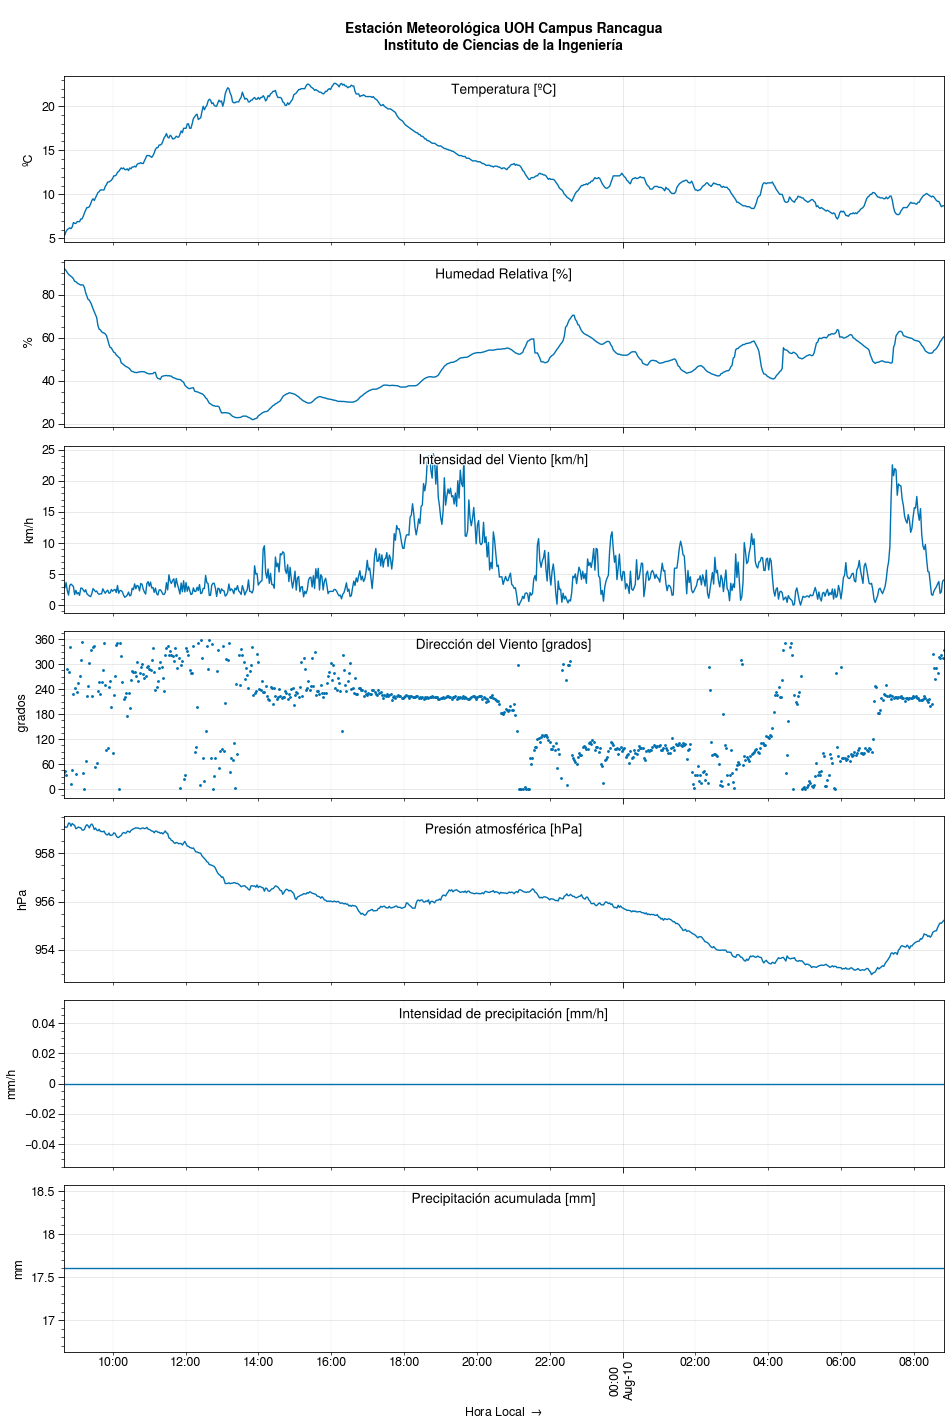 Estación Meteorológica UOH Campus Rancagua
Instituto de Ciencias de la Ingeniería
Temperatura [ºC]
ºC
20
15
10
5
Humedad Relativa [%]
%
80
60
40
20
Intensidad del Viento [km/h]
km/h
25
20
15
10
5
0
Dirección del Viento [grados]
grados
360
300
240
180
120
60
0
Presión atmosférica [hPa]
hPa
958
956
954
Intensidad de precipitación [mm/h]
mm/h
0.04
0.02
0
−0.02
−0.04
Precipitación acumulada [mm]
mm
18.5
18
17.5
17
10:00 12:00 14:00 16:00 18:00 20:00 22:00 00:00 02:00 04:00 06:00 08:00
Aug-10
Hora Local →